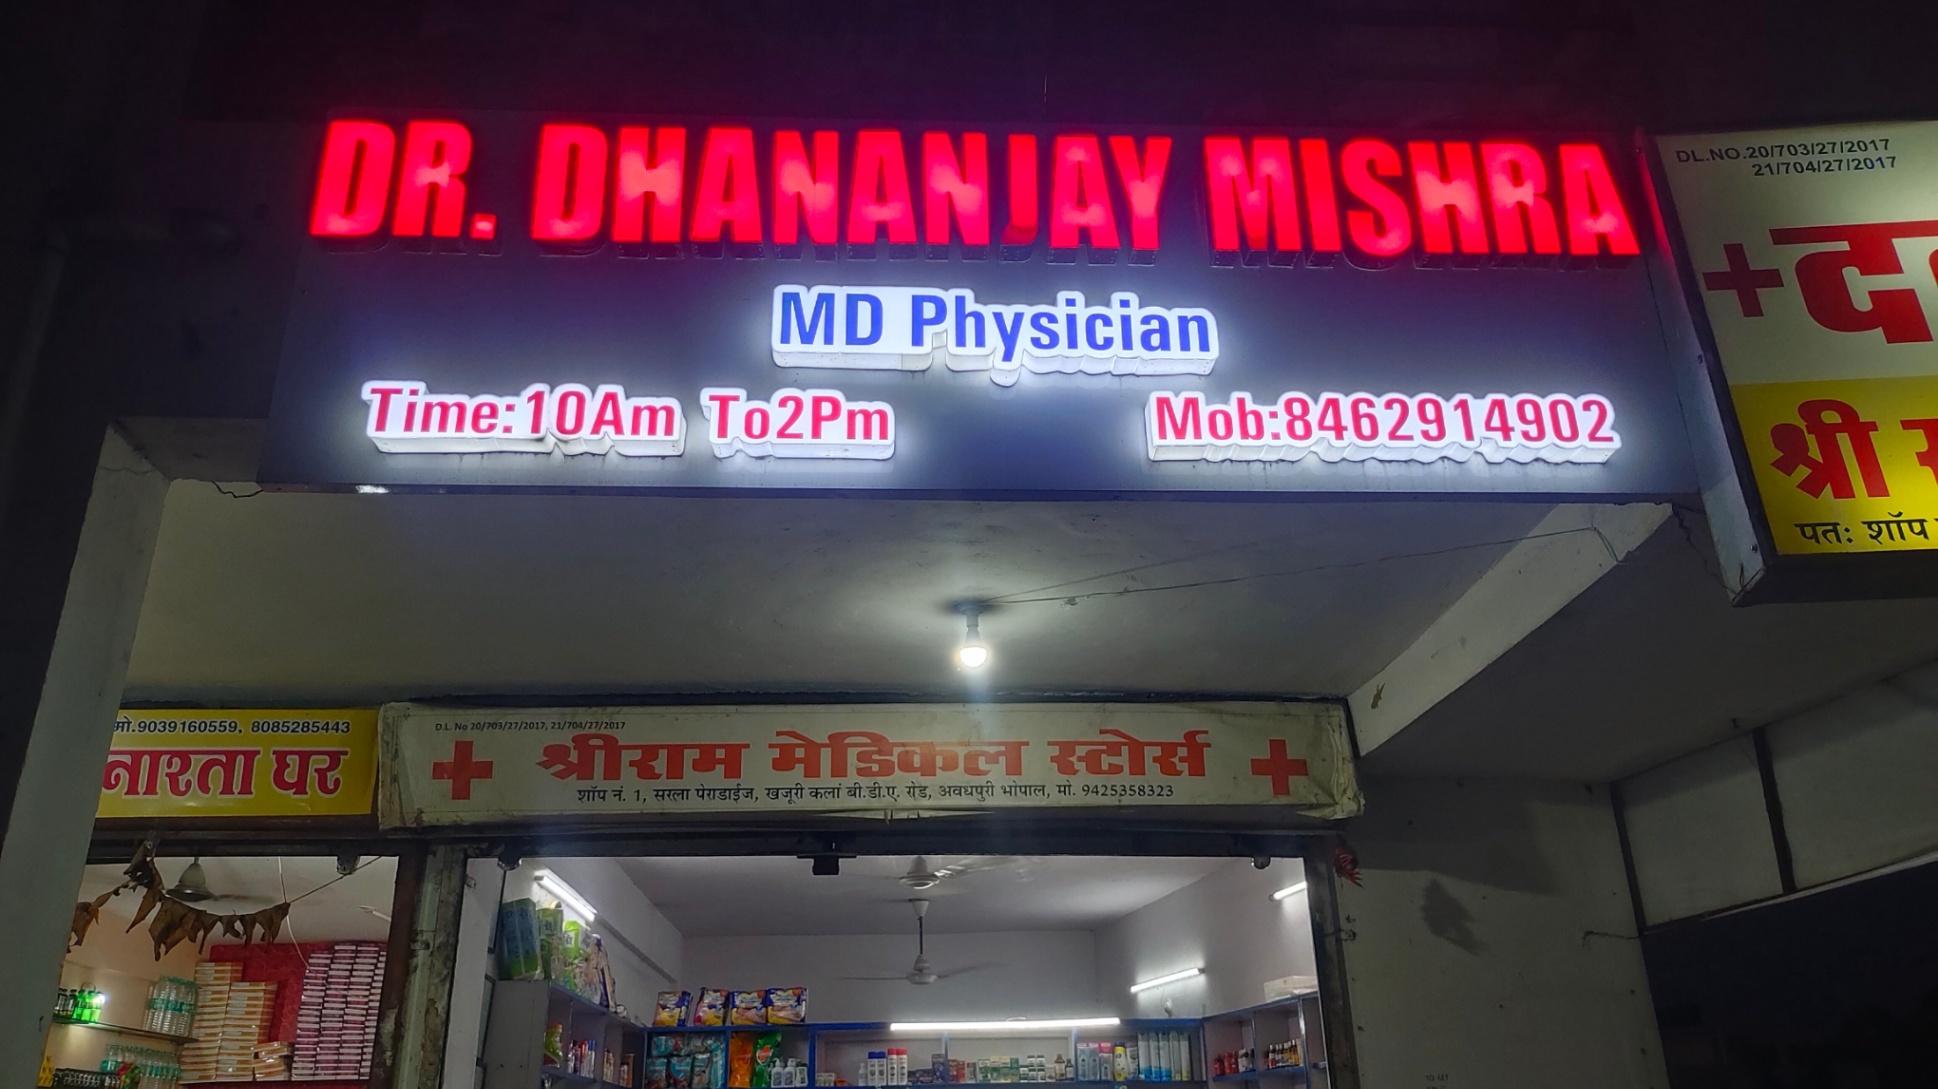 DR. DHANANJAY MISHRA
MD Physician
Time:10Am To2Pm
Mob:8462914902
DL.NO.20/703/27/2017
21/704/27/2017
+
श्री
पतः शॉप
मो.9039160559, 8085285443
नाश्ता घर
D.L. No 20/703/27/2017, 21/704/27/2017
श्रीराम मेडिकल स्टोर्स
शॉप नं. 1, सरला पेराडाईज, खजूरी कलां बी.डी.ए. रोड, अवधपुरी भोपाल, मो. 9425358323